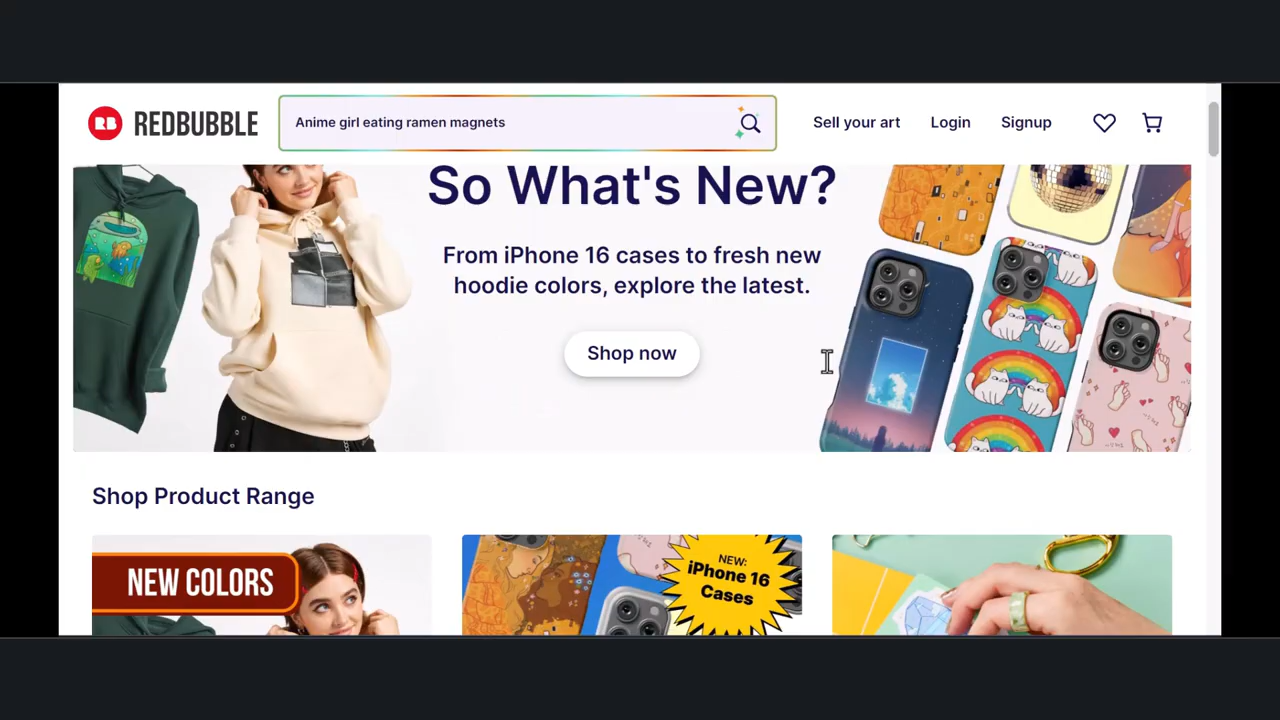 RB REDBUBBLE
Anime girl eating ramen magnets
Sell your art
Login
Signup
So What's New?
From iPhone 16 cases to fresh new
hoodie colors, explore the latest.
Shop now
Shop Product Range
NEW COLORS
NEW:
iPhone 16
Cases